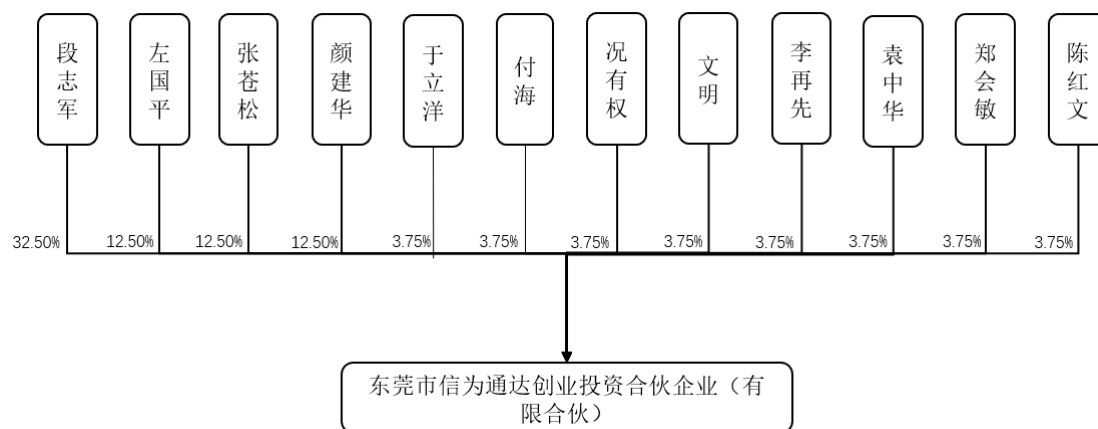 段志军
左国平
张苍松
颜建华
于立洋
付海
况有权
文明
李再先
袁中华
郑会敏
陈红文
32.50%
12.50%
12.50%
12.50%
3.75%
3.75%
3.75%
3.75%
3.75%
3.75%
3.75%
3.75%
东莞市信为通达创业投资合伙企业（有
限合伙）